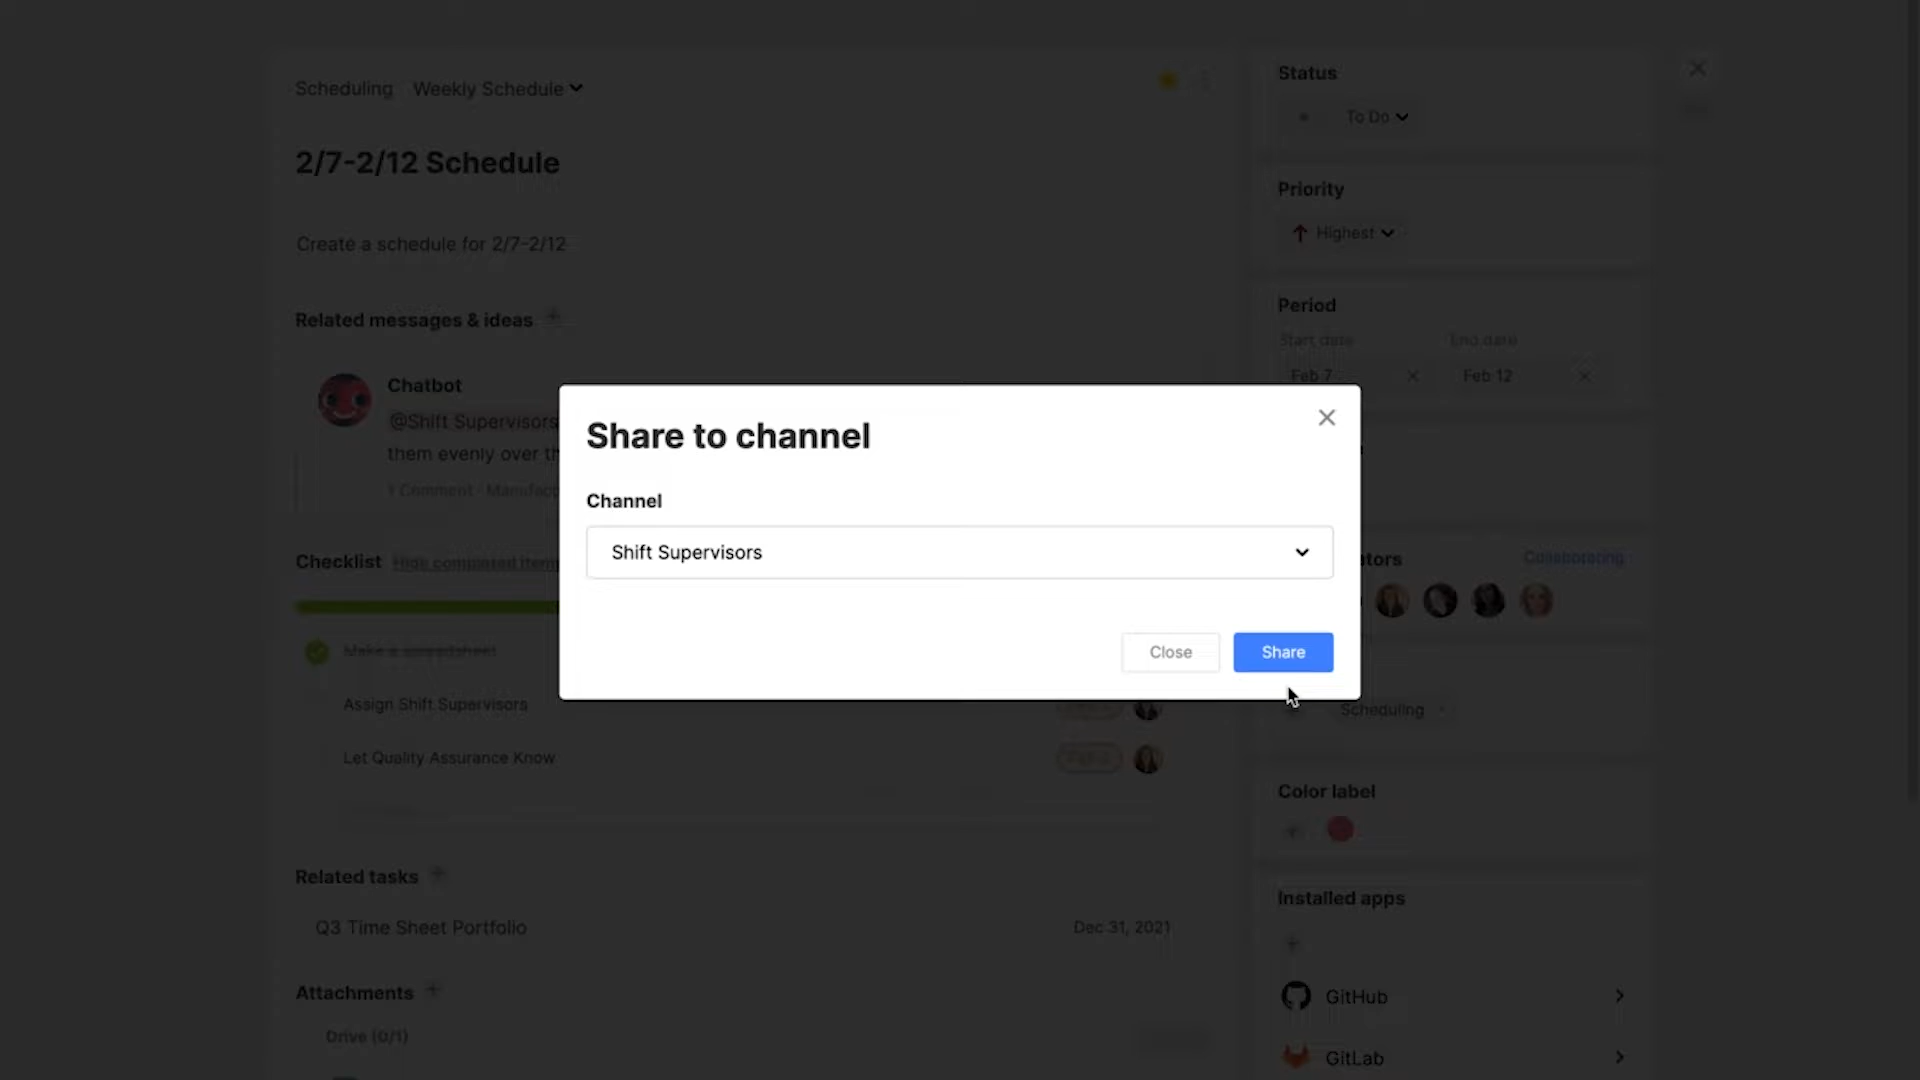 Scheduling Weekly Schedule
2/7-2/12 Schedule
Create a schedule for 2/7-2/12
Related messages & ideas
Chatbot
@Shift Supervisors
them evenly over th
1 Comment
Checklist Hide completed item
Make a spreadsheet
Assign Shift Supervisors
Let Quality Assurance Know
Related tasks
Q3 Time Sheet Portfolio Dec 31, 2021
Attachments
Drive (0/1)
Share to channel
Channel
Shift Supervisors
Close Share
Status
To Do
Priority
Highest
Period
Start date End date
Feb 7 Feb 12
tors Collaborating
Scheduling
Color label
Installed apps
GitHub
GitLab